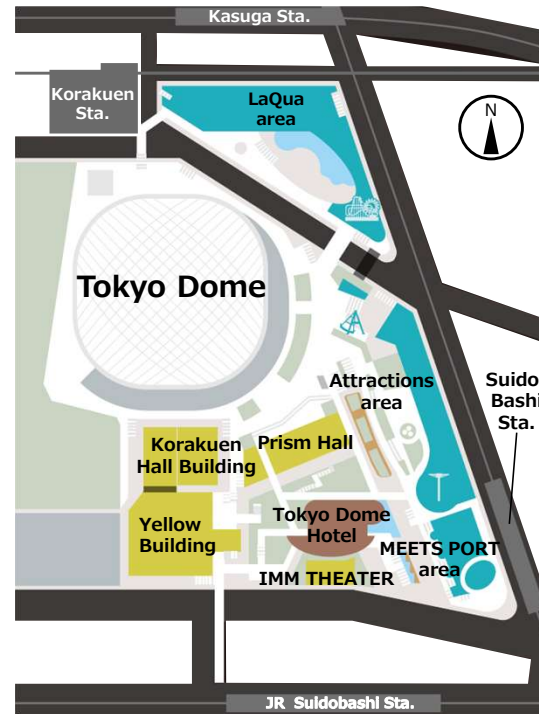 Kasuga Sta.
Korakuen
Sta.
LaQua
area
N
Tokyo Dome
Attractions
area
Suido
Bashi
Sta.
Korakuen
Hall Building
Prism Hall
Yellow
Building
Tokyo Dome
Hotel
MEETS PORT
area
IMM THEATER
JR Suidobashi Sta.